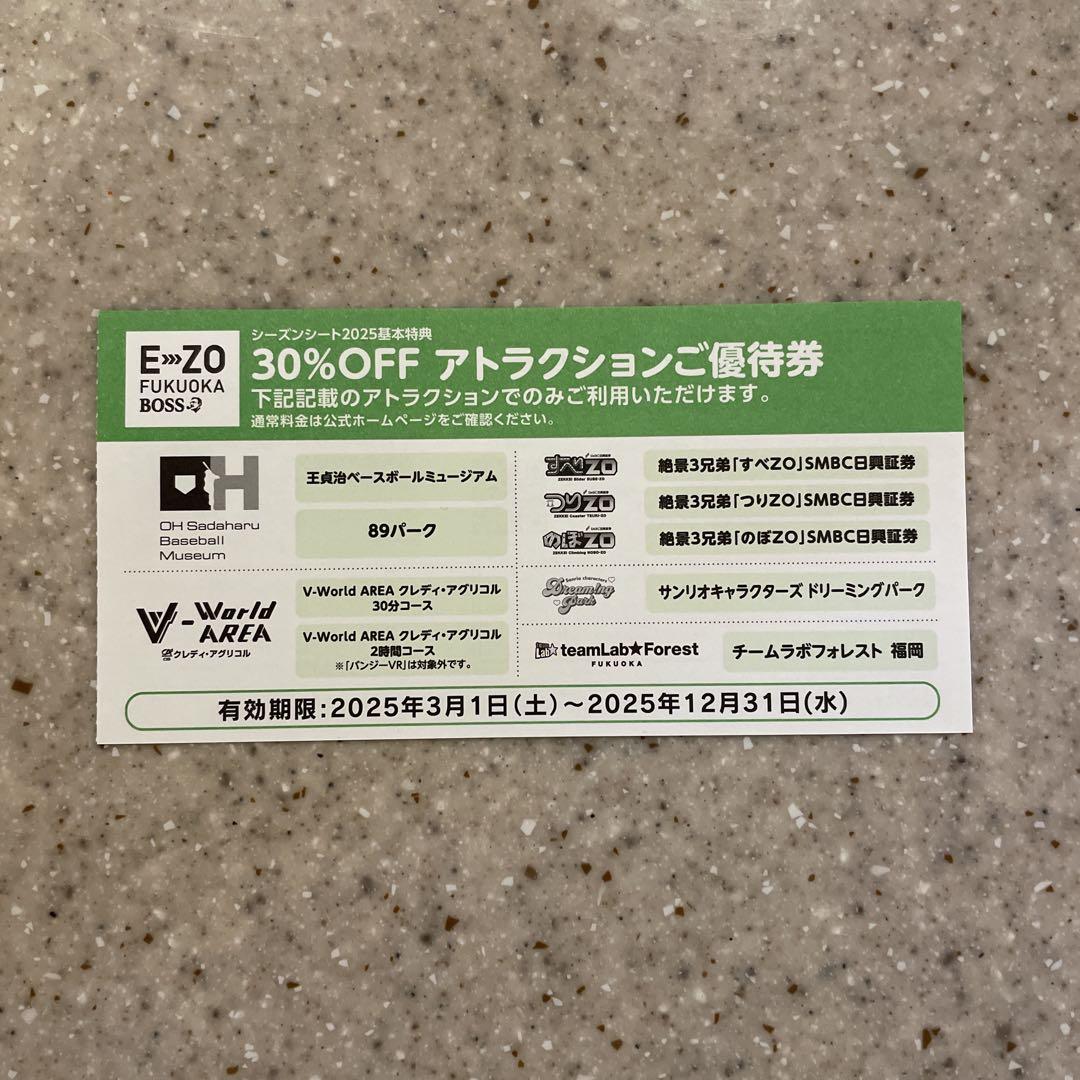 E>>>ZO
FUKUOKA
BOSS
シーズンシート2025基本特典
30%OFF アトラクションご優待券
下記記載のアトラクションでのみご利用いただけます。
通常料金は公式ホームページをご確認ください。
OH
OH Sadaharu
Baseball
Museum
王貞治ベースボールミュージアム
89パーク
V-World
AREA
クレディ・アグリコル
V-World AREA クレディ・アグリコル
30分コース
V-World AREA クレディ・アグリコル
2時間コース
※「バンジーVR」は対象外です。
すべりZO
絶景3兄弟「すべZO」SMBC日興証券
つりZO
絶景3兄弟「つりZO」SMBC日興証券
のぼZO
絶景3兄弟「のぼZO」SMBC日興証券
Sanrio characters
Dreaming
Park
サンリオキャラクターズ ドリーミングパーク
teamLab★Forest
FUKUOKA
チームラボフォレスト 福岡
有効期限:2025年3月1日(土)～2025年12月31日(水)